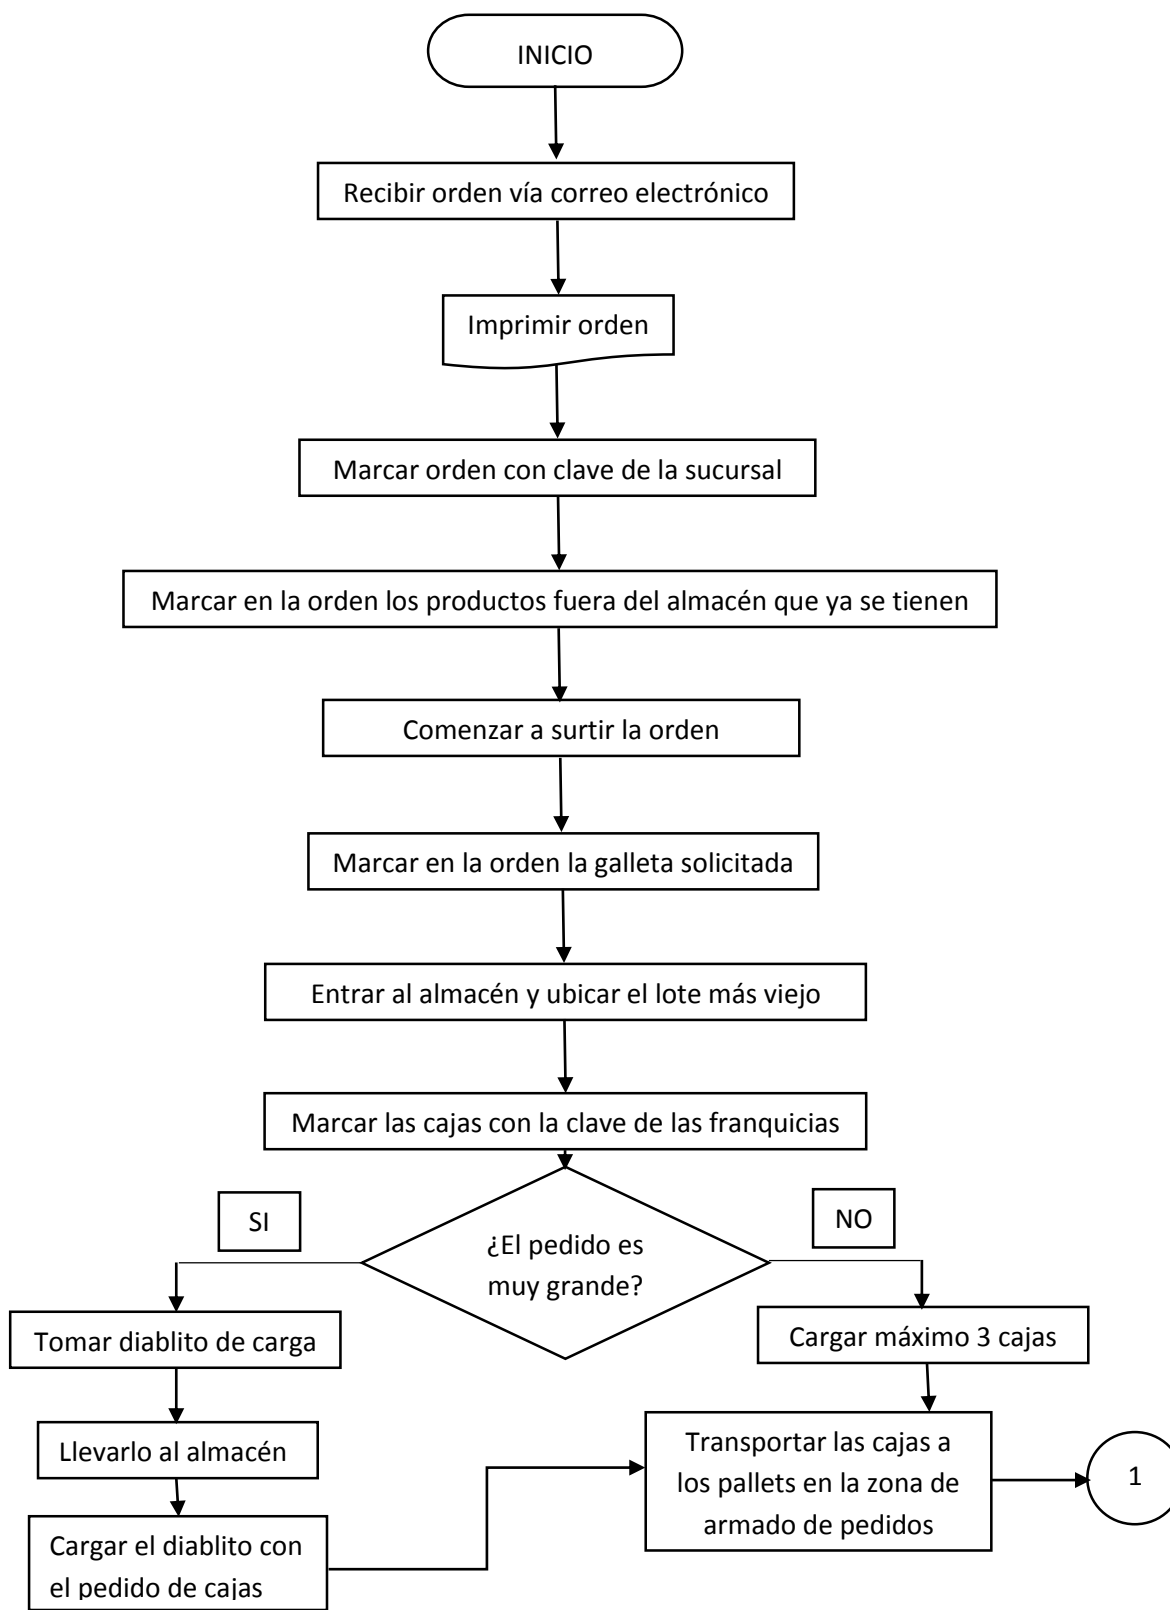 INICIO
Recibir orden vía correo electrónico
Imprimir orden
Marcar orden con clave de la sucursal
Marcar en la orden los productos fuera del almacén que ya se tienen
Comenzar a surtir la orden
Marcar en la orden la galleta solicitada
Entrar al almacén y ubicar el lote más viejo
Marcar las cajas con la clave de las franquicias
SI
NO
¿El pedido es
muy grande?
Tomar diablito de carga
Cargar máximo 3 cajas
Llevarlo al almacén
Transportar las cajas a
los pallets en la zona de
armado de pedidos
1
Cargar el diablito con
el pedido de cajas